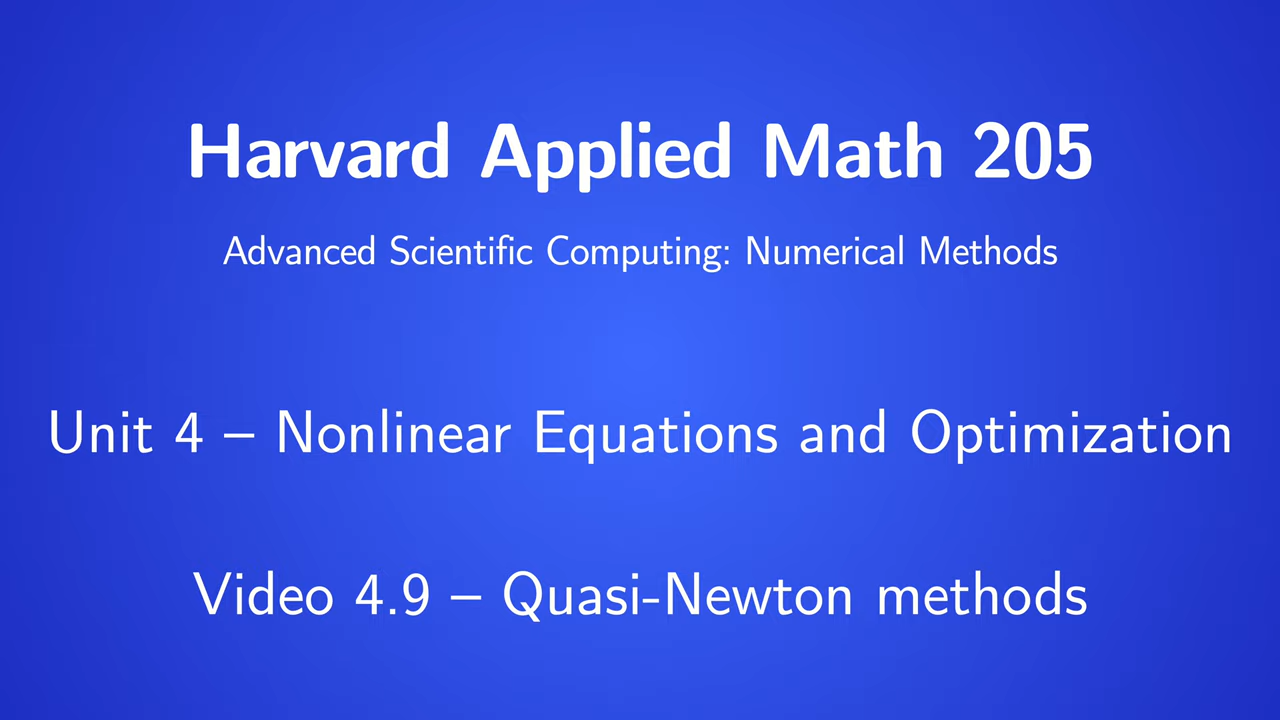 Harvard Applied Math 205
Advanced Scientific Computing: Numerical Methods
Unit 4 – Nonlinear Equations and Optimization
Video 4.9 – Quasi-Newton methods